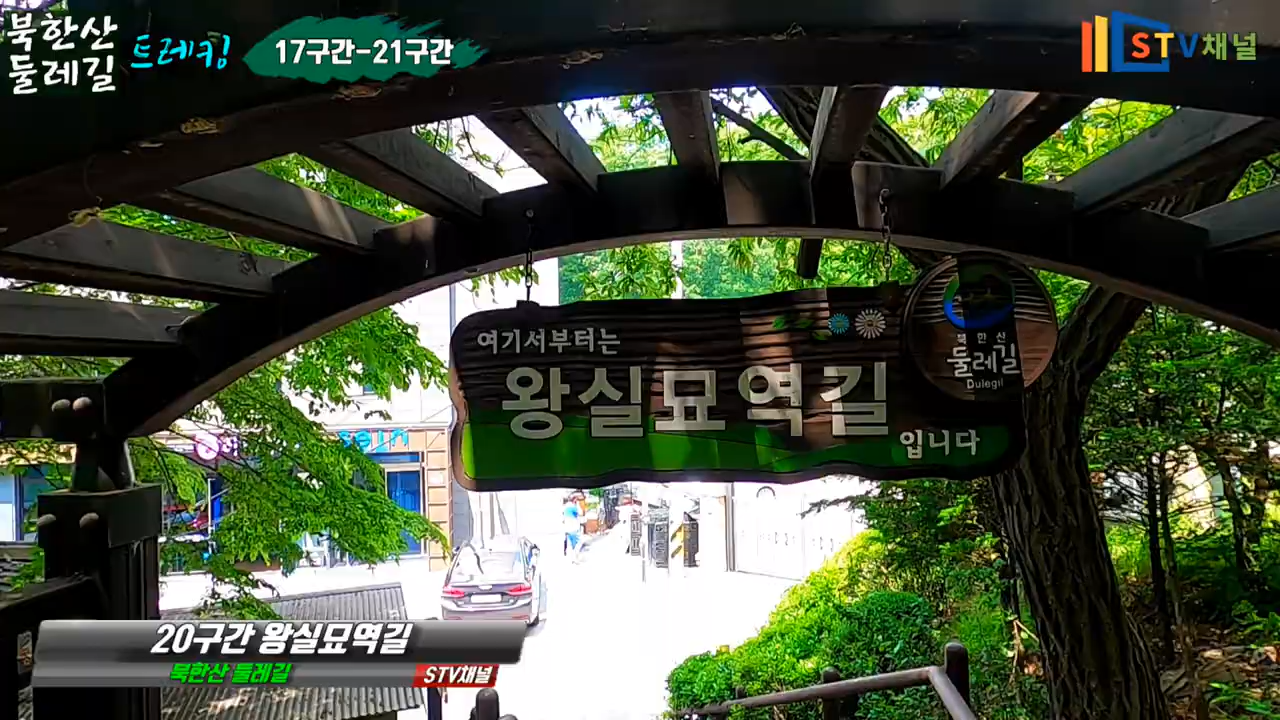 북한산
둘레길
트레킹
17구간-21구간
STV채널
여기서부터는
왕실묘역길
입니다
북한산
둘레길
Dulegil
20구간 왕실묘역길
북한산 둘레길
STV채널